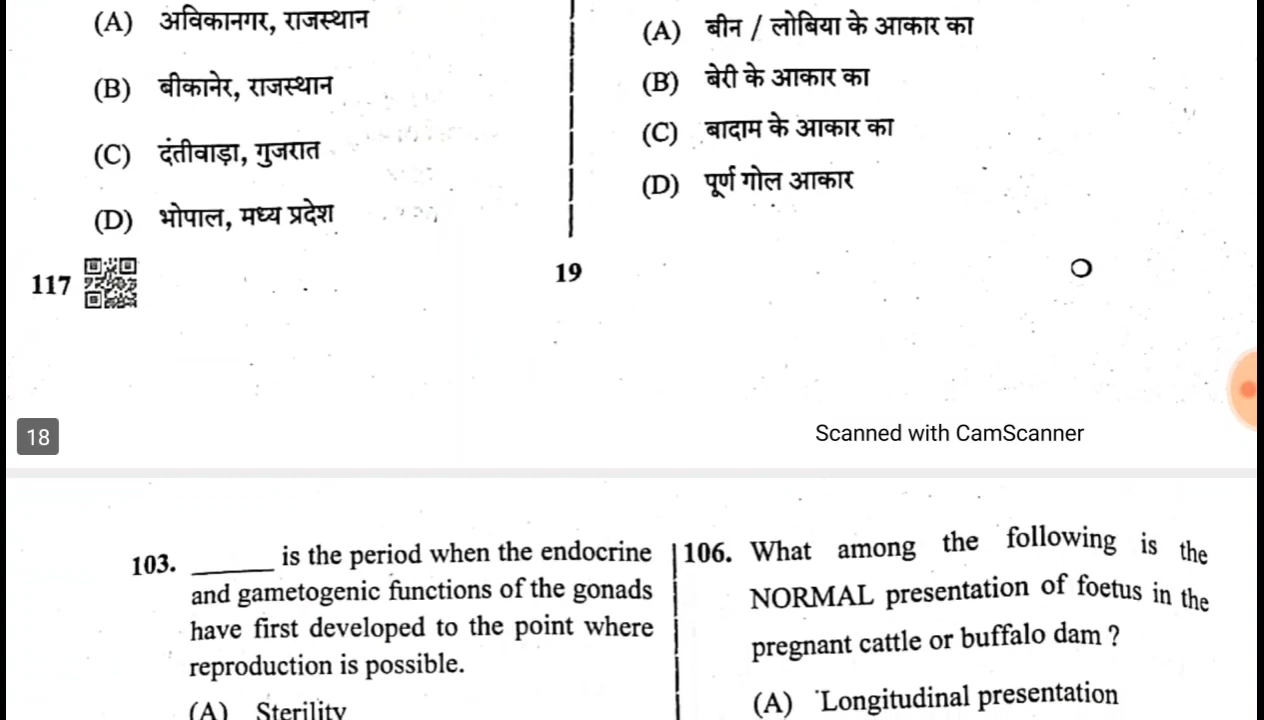 (A) अविकानगर, राजस्थान
(B) बीकानेर, राजस्थान
(C) दंतीवाड़ा, गुजरात
(D) भोपाल, मध्य प्रदेश
(A) बीन / लोबिया के आकार का
(B) बेरी के आकार का
(C) बादाम के आकार का
(D) पूर्ण गोल आकार
117
19
O
18
Scanned with CamScanner
103. ______ is the period when the endocrine
and gametogenic functions of the gonads
have first developed to the point where
reproduction is possible.
(A) Sterility
106. What among the following is the
NORMAL presentation of foetus in the
pregnant cattle or buffalo dam ?
(A) Longitudinal presentation